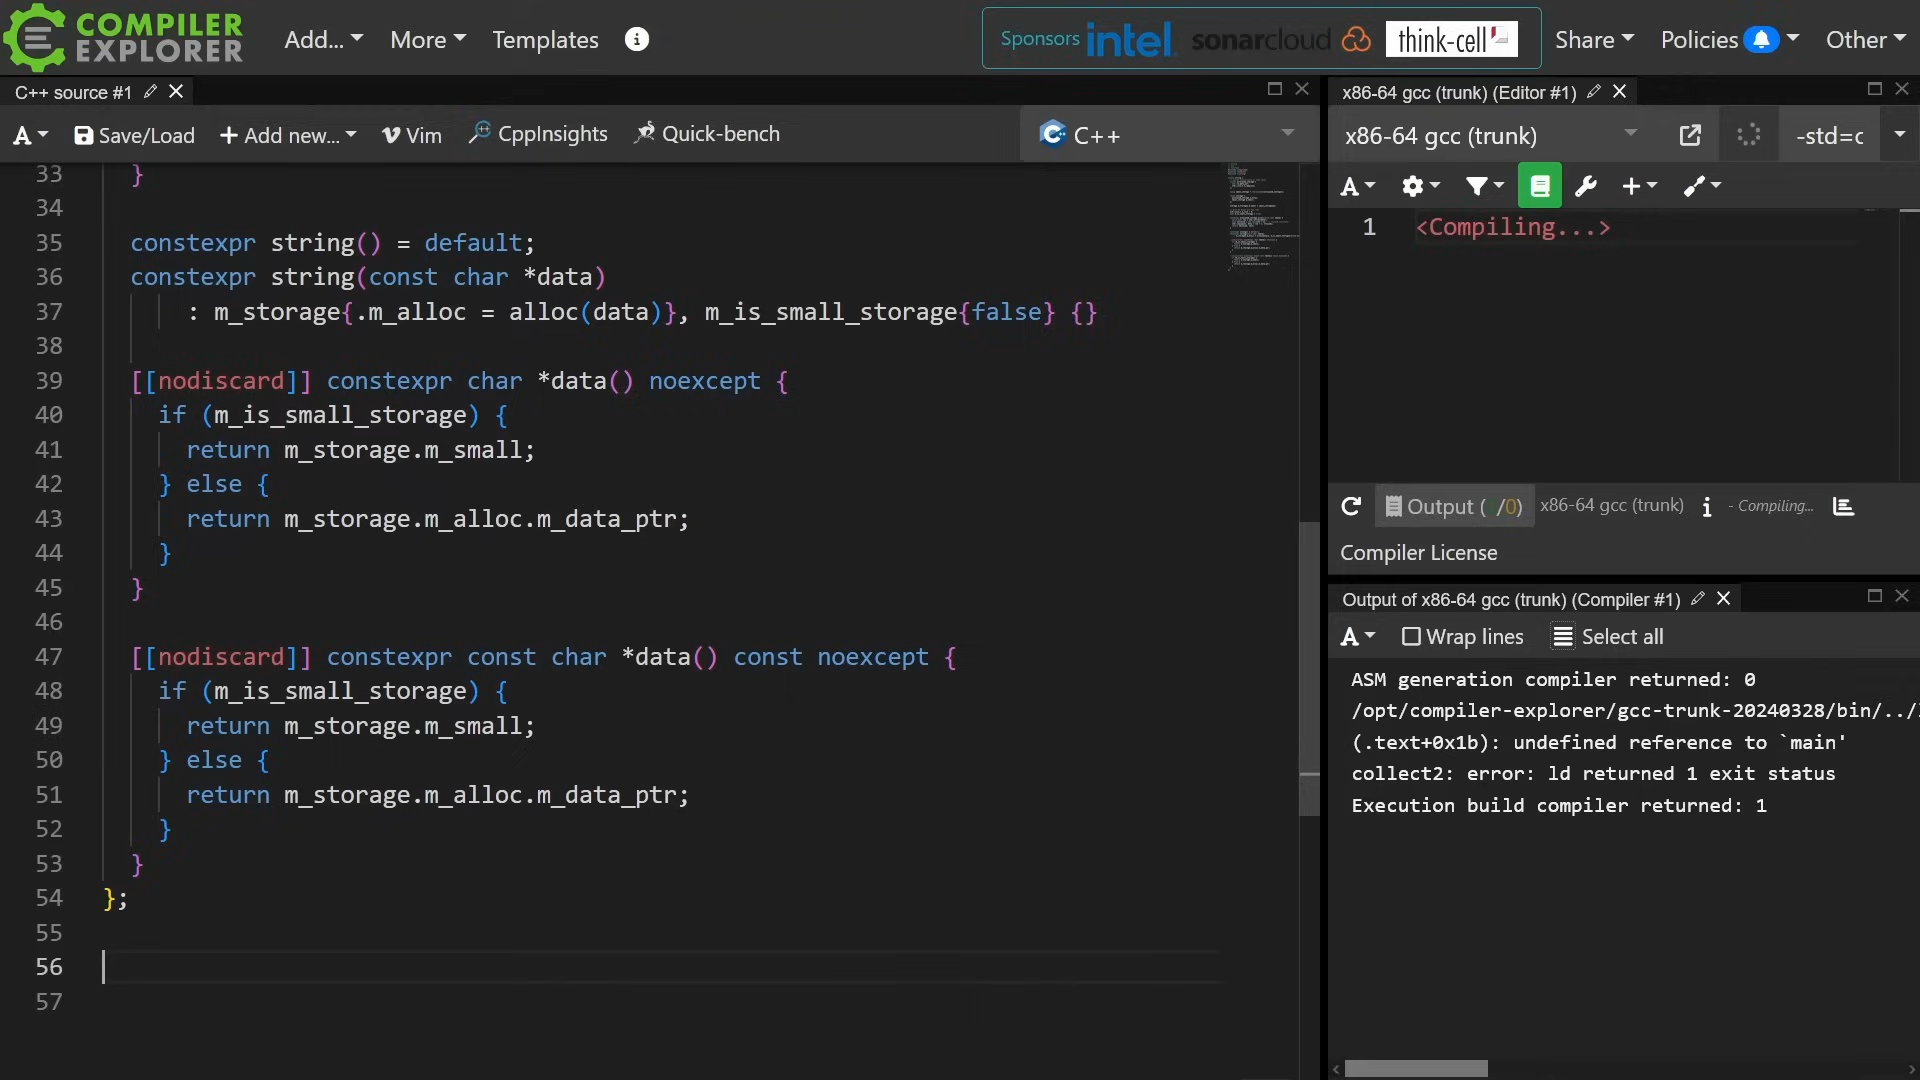 COMPILER
EXPLORER
Add...
More
Templates
Sponsors intel. sonarcloud think-cell
Share
Policies
Other
C++ source #1
A Save/Load + Add new... Vim CppInsights Quick-bench
C++
33 }
34
35 constexpr string() = default;
36 constexpr string(const char *data)
37 : m_storage{.m_alloc = alloc(data)}, m_is_small_storage{false} {}
38
39 [[nodiscard]] constexpr char *data() noexcept {
40 if (m_is_small_storage) {
41 return m_storage.m_small;
42 } else {
43 return m_storage.m_alloc.m_data_ptr;
44 }
45 }
46
47 [[nodiscard]] constexpr const char *data() const noexcept {
48 if (m_is_small_storage) {
49 return m_storage.m_small;
50 } else {
51 return m_storage.m_alloc.m_data_ptr;
52 }
53 }
54 };
55
56
57
x86-64 gcc (trunk) (Editor #1)
x86-64 gcc (trunk)
-std=c
A
1 <Compiling...>
Output ( /0) x86-64 gcc (trunk) i - Compiling...
Compiler License
Output of x86-64 gcc (trunk) (Compiler #1)
A Wrap lines Select all
ASM generation compiler returned: 0
/opt/compiler-explorer/gcc-trunk-20240328/bin/../
(.text+0x1b): undefined reference to `main'
collect2: error: ld returned 1 exit status
Execution build compiler returned: 1